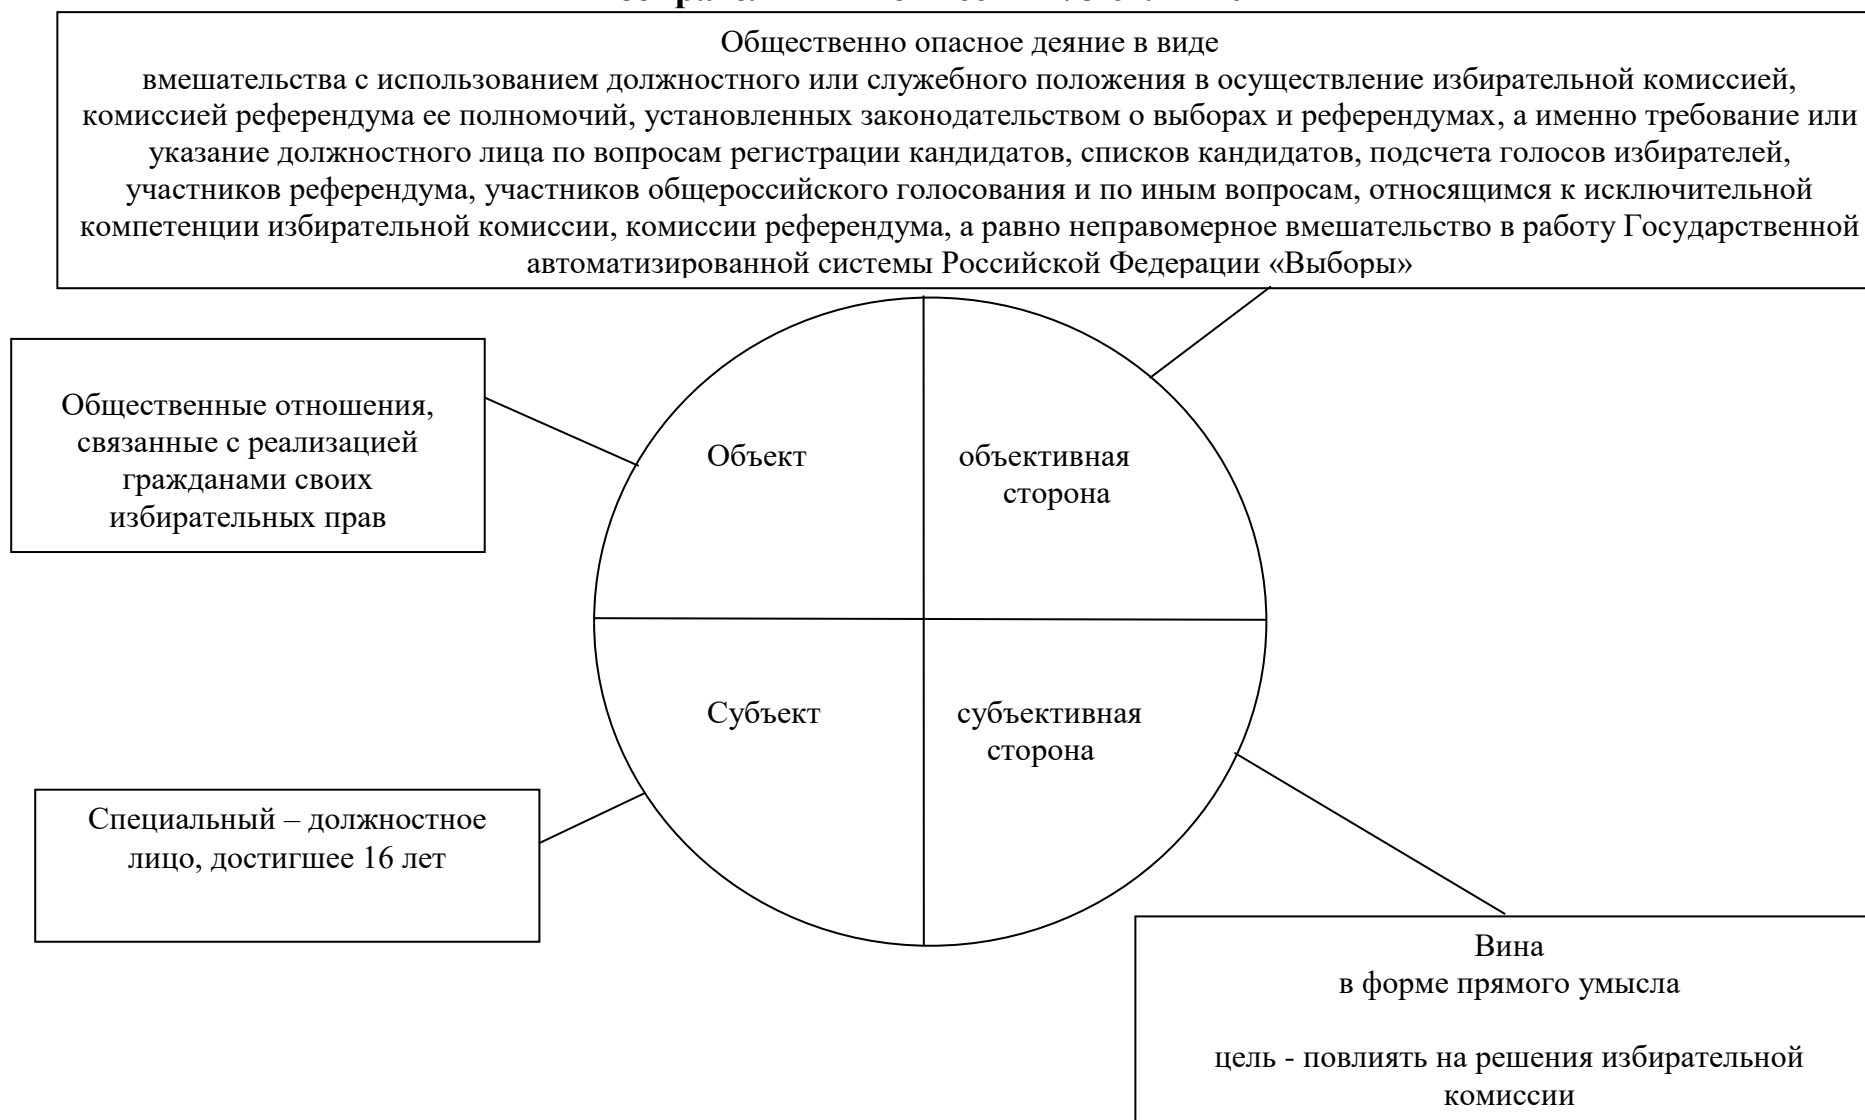 Общественно опасное деяние в виде
вмешательства с использованием должностного или служебного положения в осуществление избирательной комиссией,
комиссией референдума ее полномочий, установленных законодательством о выборах и референдумах, а именно требование или
указание должностного лица по вопросам регистрации кандидатов, списков кандидатов, подсчета голосов избирателей,
участников референдума, участников общероссийского голосования и по иным вопросам, относящимся к исключительной
компетенции избирательной комиссии, комиссии референдума, а равно неправомерное вмешательство в работу Государственной
автоматизированной системы Российской Федерации «Выборы»
Общественные отношения,
связанные с реализацией
гражданами своих
избирательных прав
Объект
объективная
сторона
Субъект
субъективная
сторона
Специальный – должностное
лицо, достигшее 16 лет
Вина
в форме прямого умысла
цель - повлиять на решения избирательной
комиссии